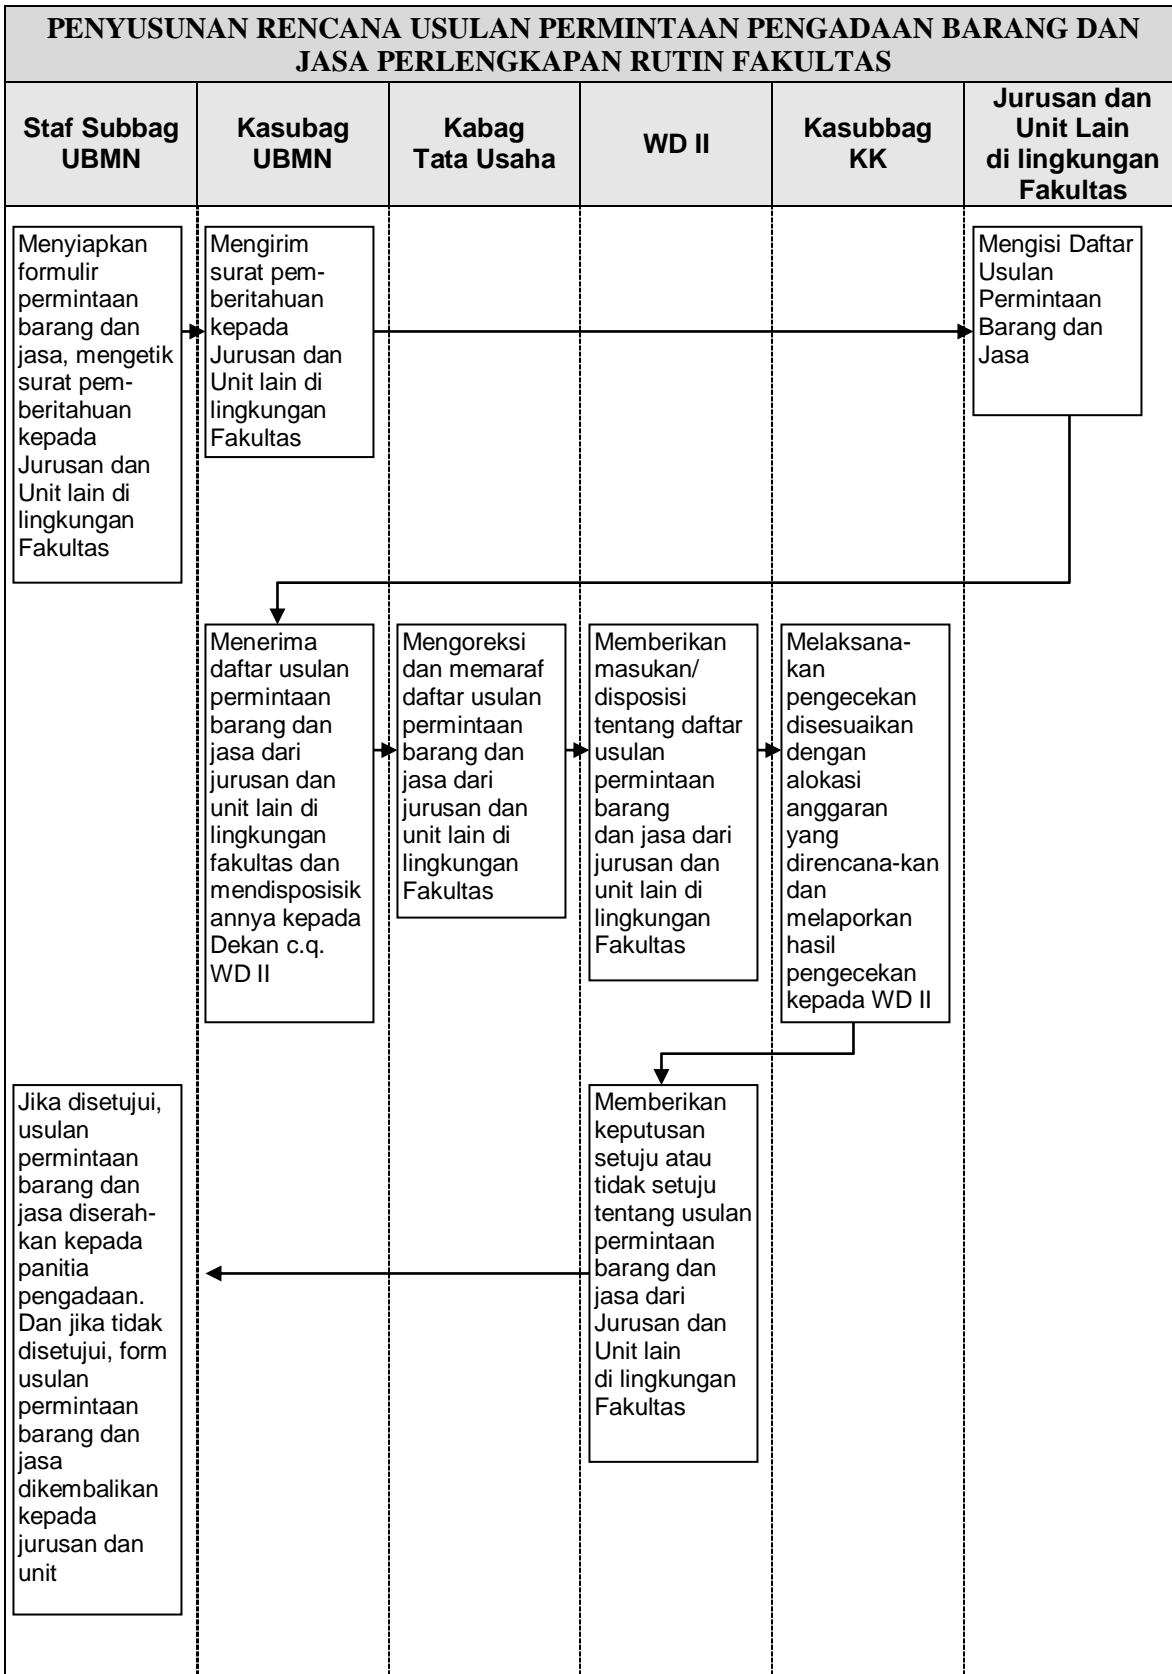 PENYUSUNAN RENCANA USULAN PERMINTAAN PENGADAAN BARANG DAN
JASA PERLENGKAPAN RUTIN FAKULTAS
Staf Subbag
UBMN
Kasubag
UBMN
Kabag
Tata Usaha
WD II
Kasubbag
KK
Jurusan dan
Unit Lain
di lingkungan
Fakultas
Menyiapkan
formulir
permintaan
barang dan
jasa, mengetik
surat pem-
beritahuan
kepada
Jurusan dan
Unit lain di
lingkungan
Fakultas
Mengirim
surat pem-
beritahuan
kepada
Jurusan dan
Unit lain di
lingkungan
Fakultas
Mengisi Daftar
Usulan
Permintaan
Barang dan
Jasa
Menerima
daftar usulan
permintaan
barang dan
jasa dari
jurusan dan
unit lain di
lingkungan
fakultas dan
mendisposisik
annya kepada
Dekan c.q.
WD II
Mengoreksi
dan memaraf
daftar usulan
permintaan
barang dan
jasa dari
jurusan dan
unit lain di
lingkungan
Fakultas
Memberikan
masukan/
disposisi
tentang daftar
usulan
permintaan
barang
dan jasa dari
jurusan dan
unit lain di
lingkungan
Fakultas
Melaksana-
kan
pengecekan
disesuaikan
dengan
alokasi
anggaran
yang
direncana-kan
dan
melaporkan
hasil
pengecekan
kepada WD II
Jika disetujui,
usulan
permintaan
barang dan
jasa diserah-
kan kepada
panitia
pengadaan.
Dan jika tidak
disetujui, form
usulan
permintaan
barang dan
jasa
dikembalikan
kepada
jurusan dan
unit
Memberikan
keputusan
setuju atau
tidak setuju
tentang usulan
permintaan
barang dan
jasa dari
Jurusan dan
Unit lain
di lingkungan
Fakultas